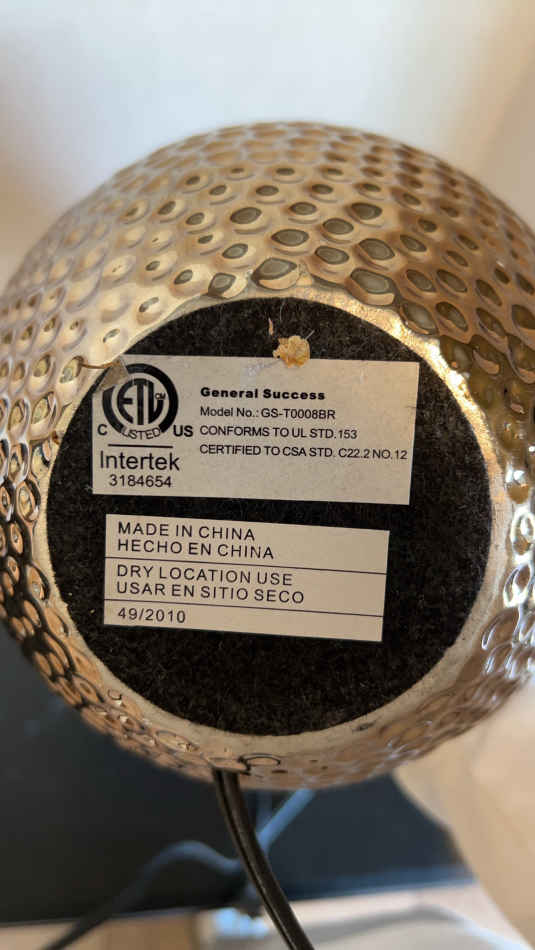 ETL CM
LISTED
C US
Intertek
3184654
General Success
Model No.: GS-T0008BR
CONFORMS TO UL STD.153
CERTIFIED TO CSA STD. C22.2 NO.12
MADE IN CHINA
HECHO EN CHINA
DRY LOCATION USE
USAR EN SITIO SECO
49/2010